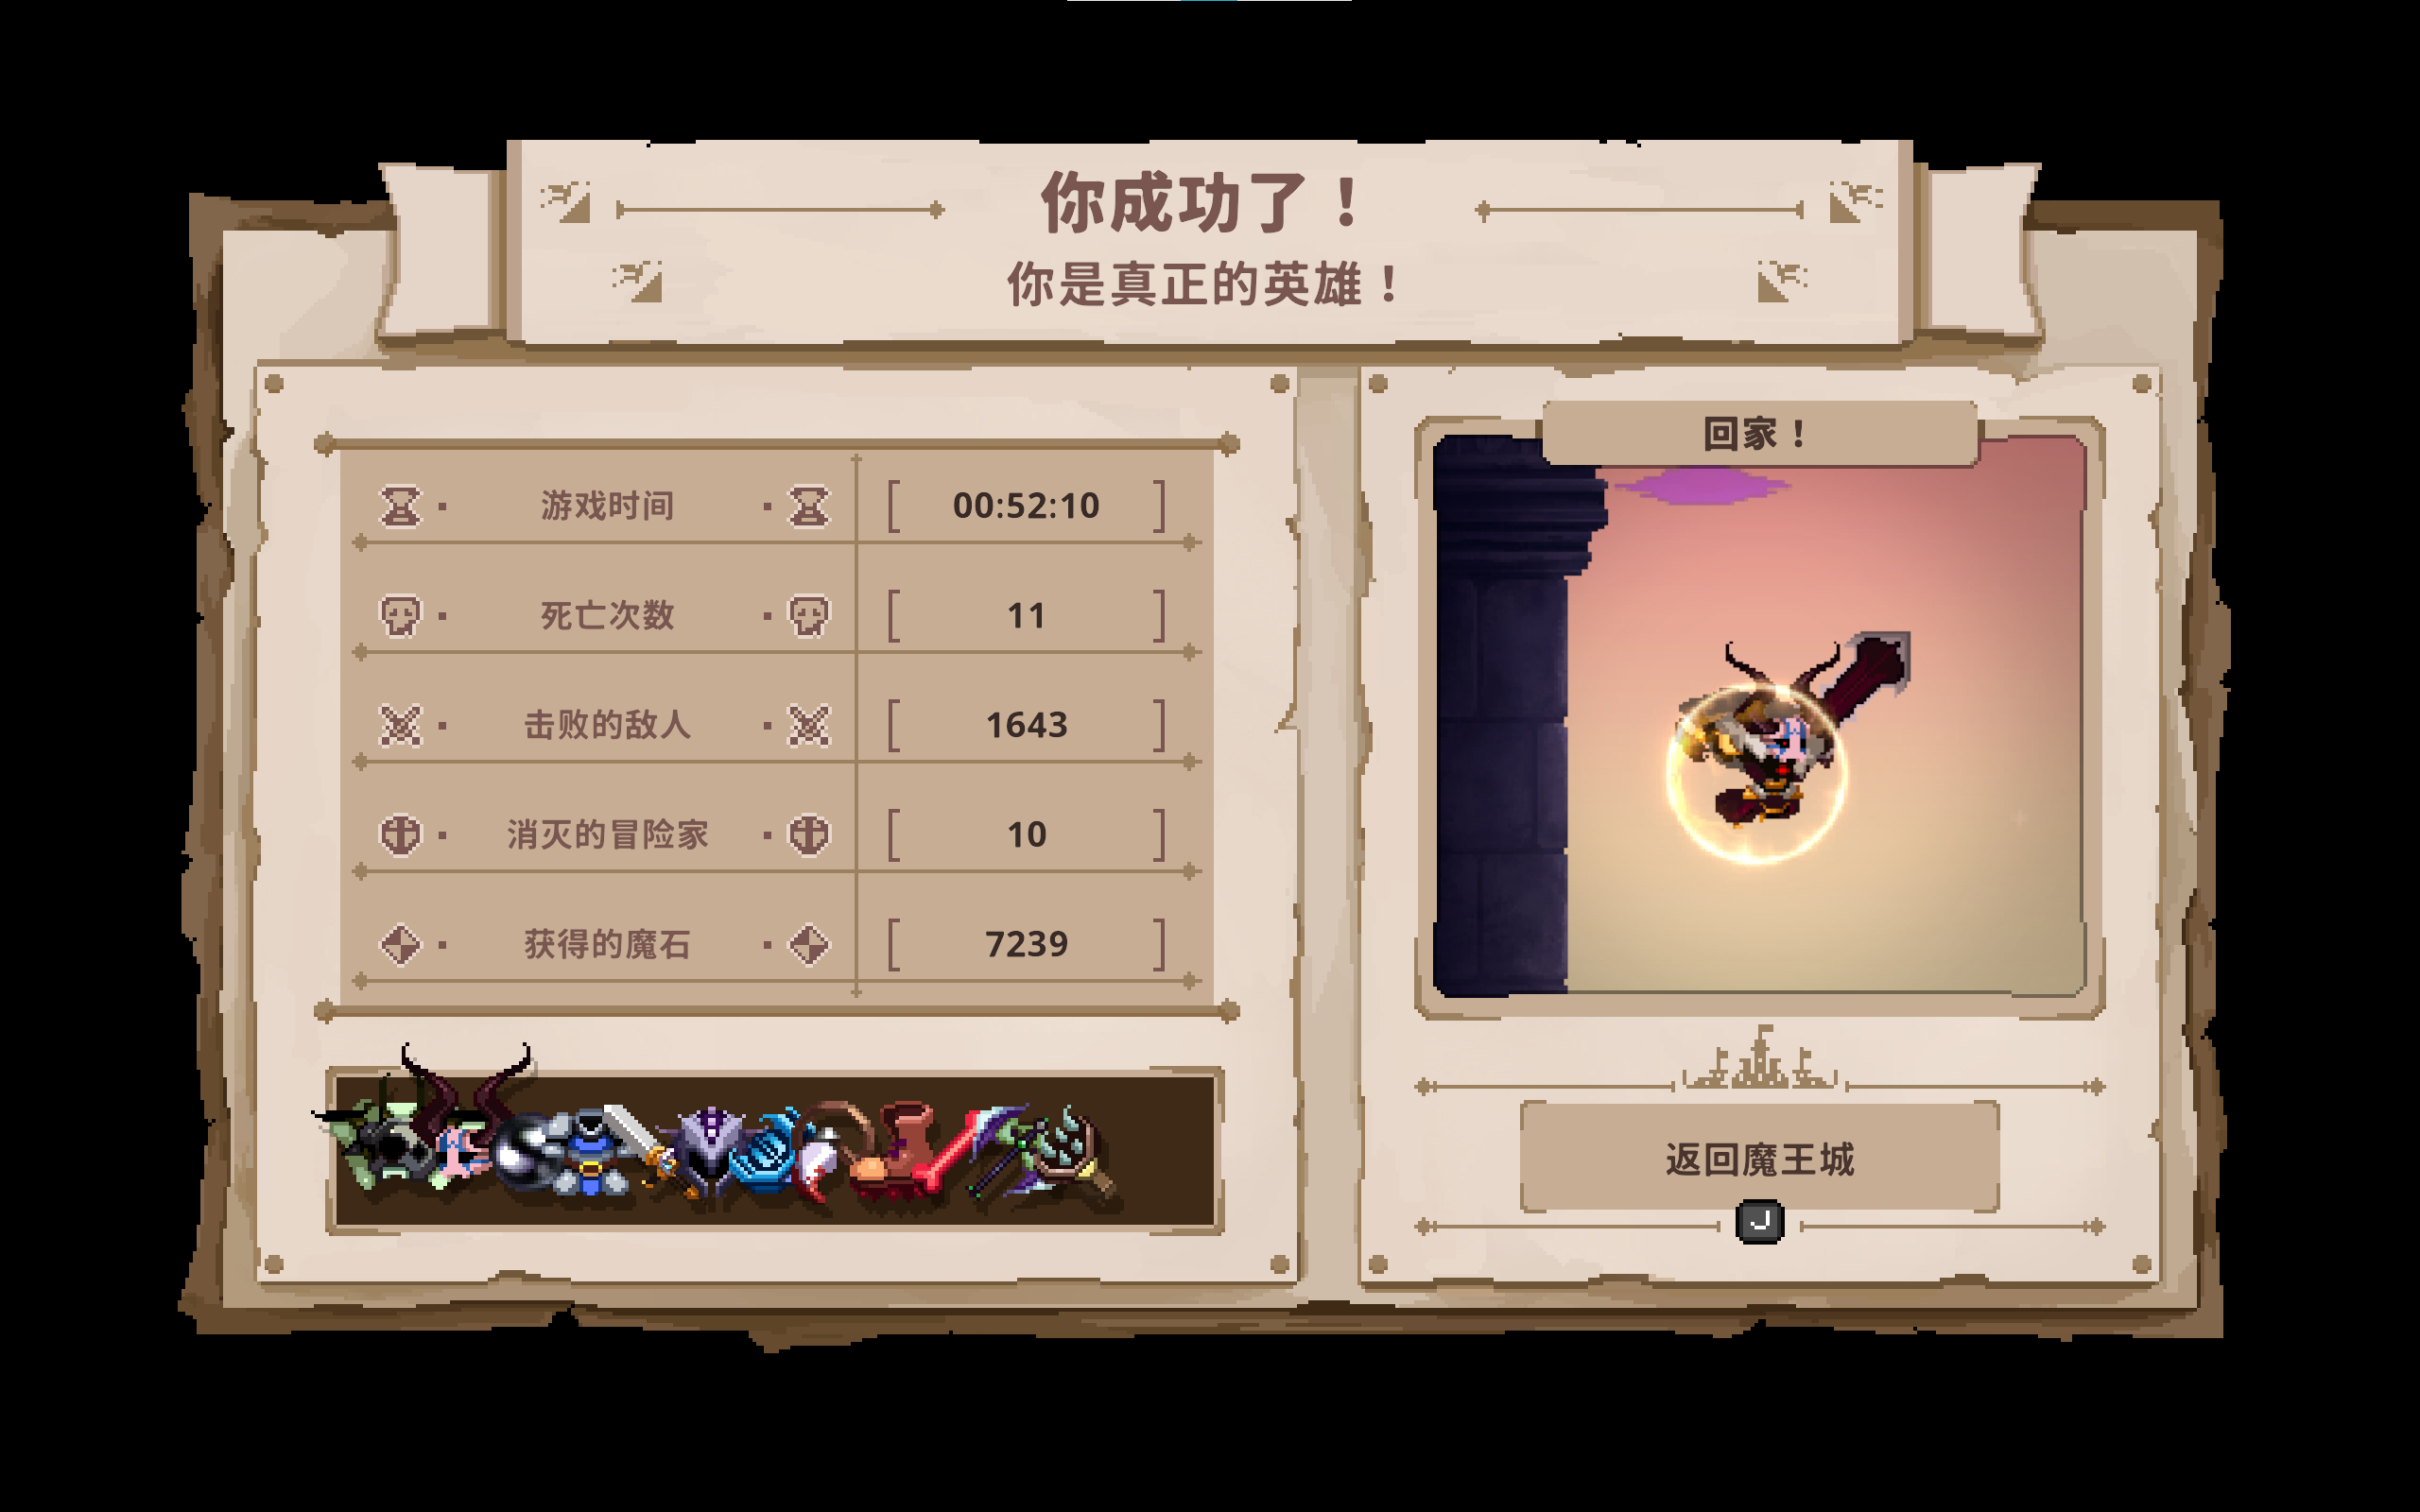 你成功了！
你是真正的英雄！
游戏时间 [ 00:52:10 ]
死亡次数 [ 11 ]
击败的敌人 [ 1643 ]
消灭的冒险家 [ 10 ]
获得的魔石 [ 7239 ]
回家！
返回魔王城
J